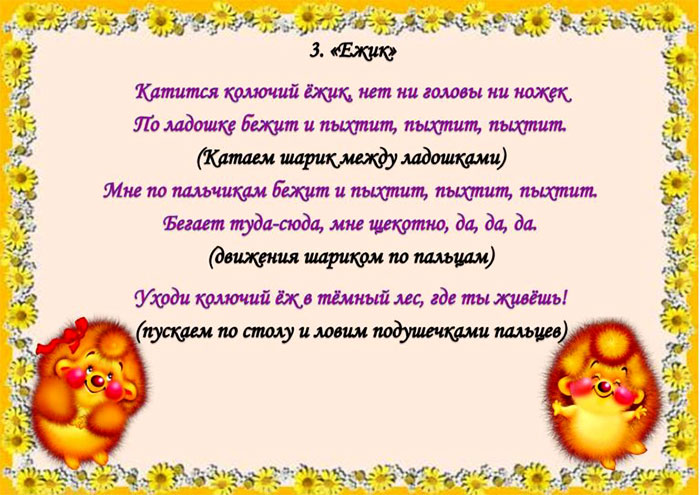 3. «Ежик»
Катится колючий ёжик, нет ни головы ни ножек
По ладошке бежит и пыхтит, пыхтит, пыхтит.
(Катаем шарик между ладошками)
Мне по пальчикам бежит и пыхтит, пыхтит, пыхтит.
Бегает туда-сюда, мне щекотно, да, да, да.
(движения шариком по пальцам)
Уходи колючий ёж в тёмный лес, где ты живёшь!
(пускаем по столу и ловим подушечками пальцев)